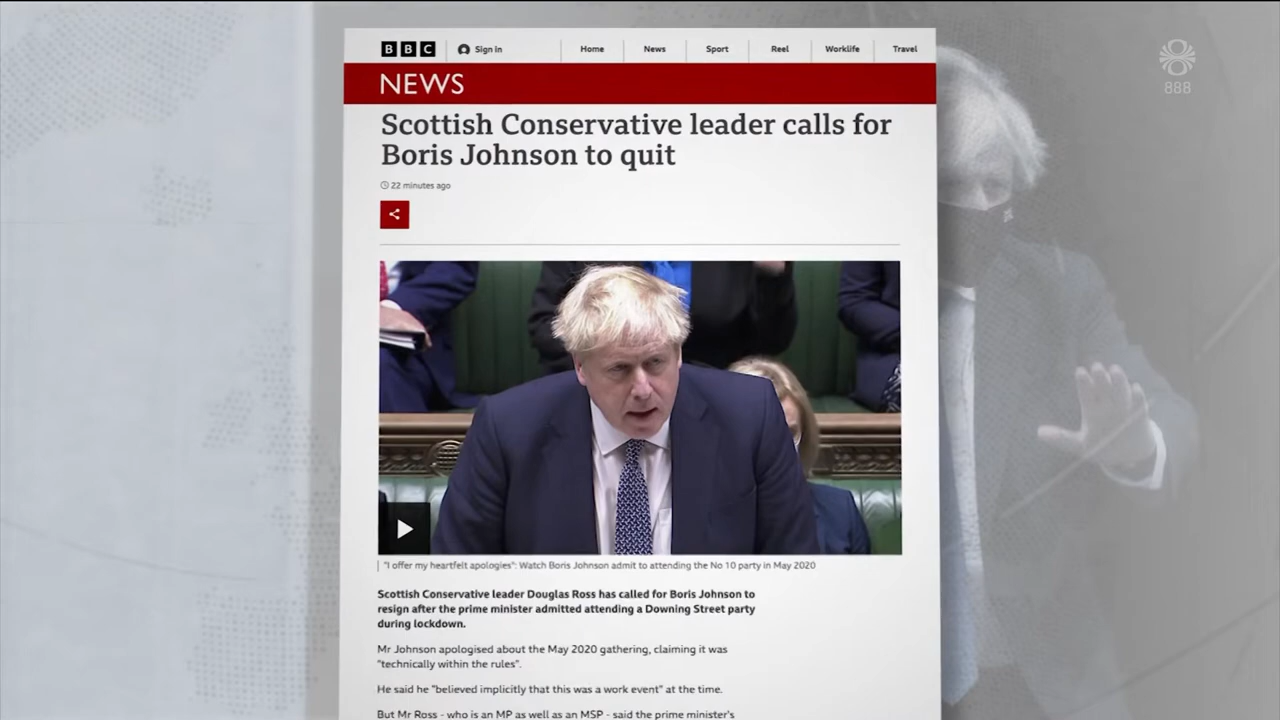 BBC
Sign in
Home
News
Sport
Reel
Worklife
Travel
888
NEWS
Scottish Conservative leader calls for
Boris Johnson to quit
22 minutes ago
"I offer my heartfelt apologies": Watch Boris Johnson admit to attending the No 10 party in May 2020
Scottish Conservative leader Douglas Ross has called for Boris Johnson to
resign after the prime minister admitted attending a Downing Street party
during lockdown.
Mr Johnson apologised about the May 2020 gathering, claiming it was
"technically within the rules".
He said he "believed implicitly that this was a work event" at the time.
But Mr Ross - who is an MP as well as an MSP - said the prime minister's